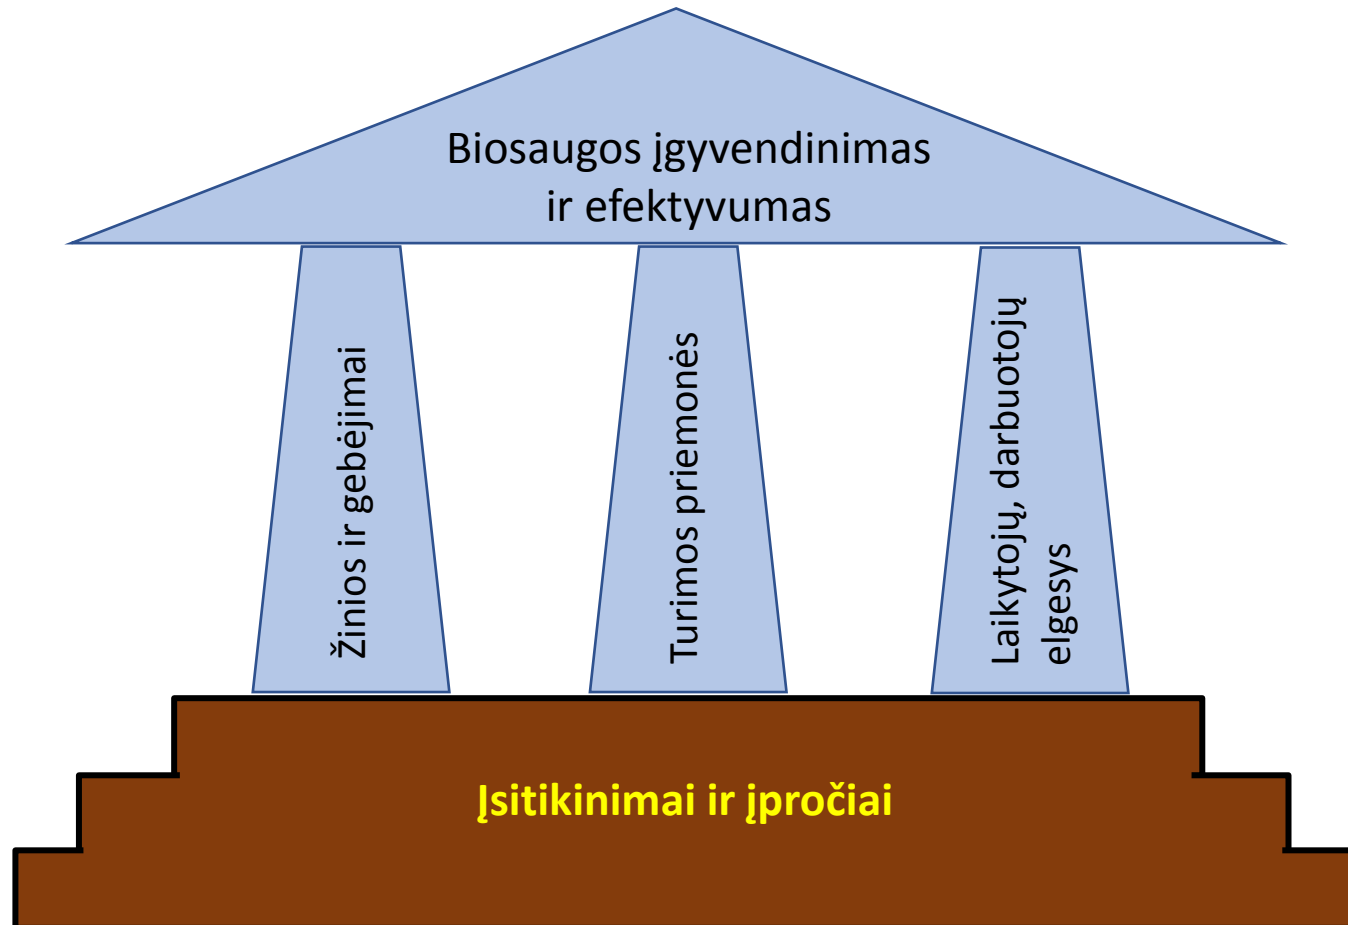 Biosaugos įgyvendinimas
ir efektyvumas
Žinios ir gebėjimai
Turimos priemonės
Laikytojų, darbuotojų
elgesys
Įsitikinimai ir įpročiai